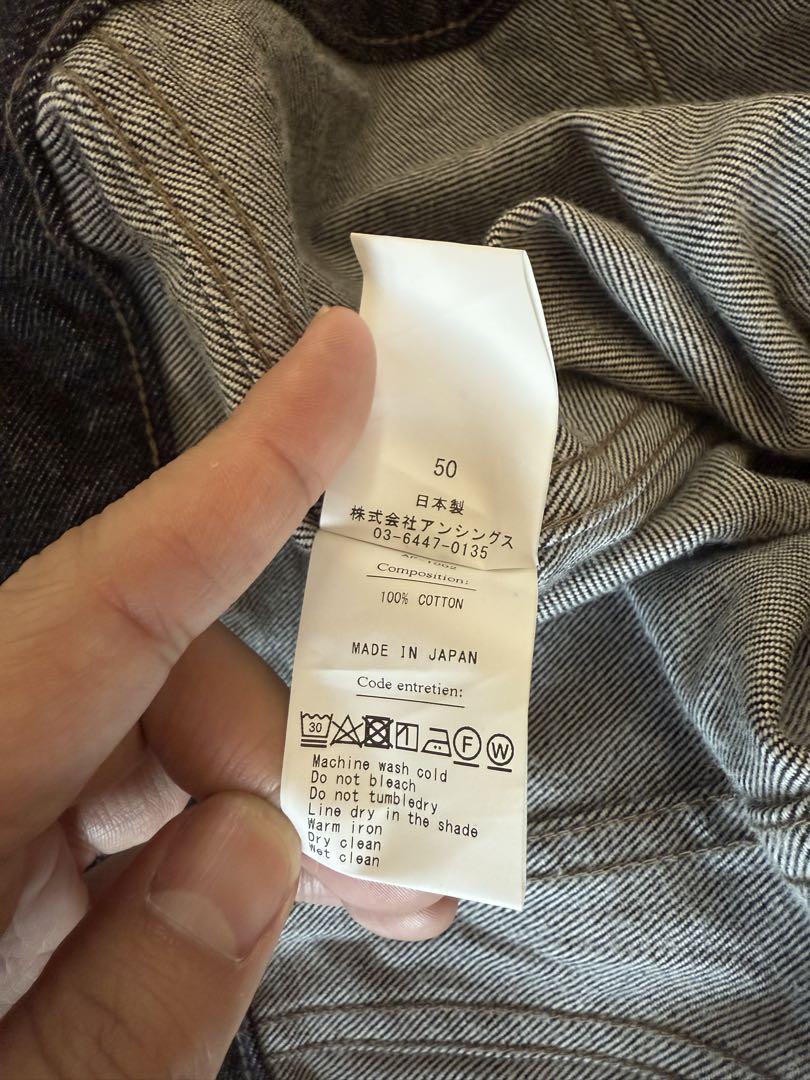 50
日本製
株式会社アンシングス
03-6447-0135
Composition:
100% COTTON
MADE IN JAPAN
Code entretien:
30
F W
Machine wash cold
Do not bleach
Do not tumbledry
Line dry in the shade
Warm iron
Dry clean
Wet clean